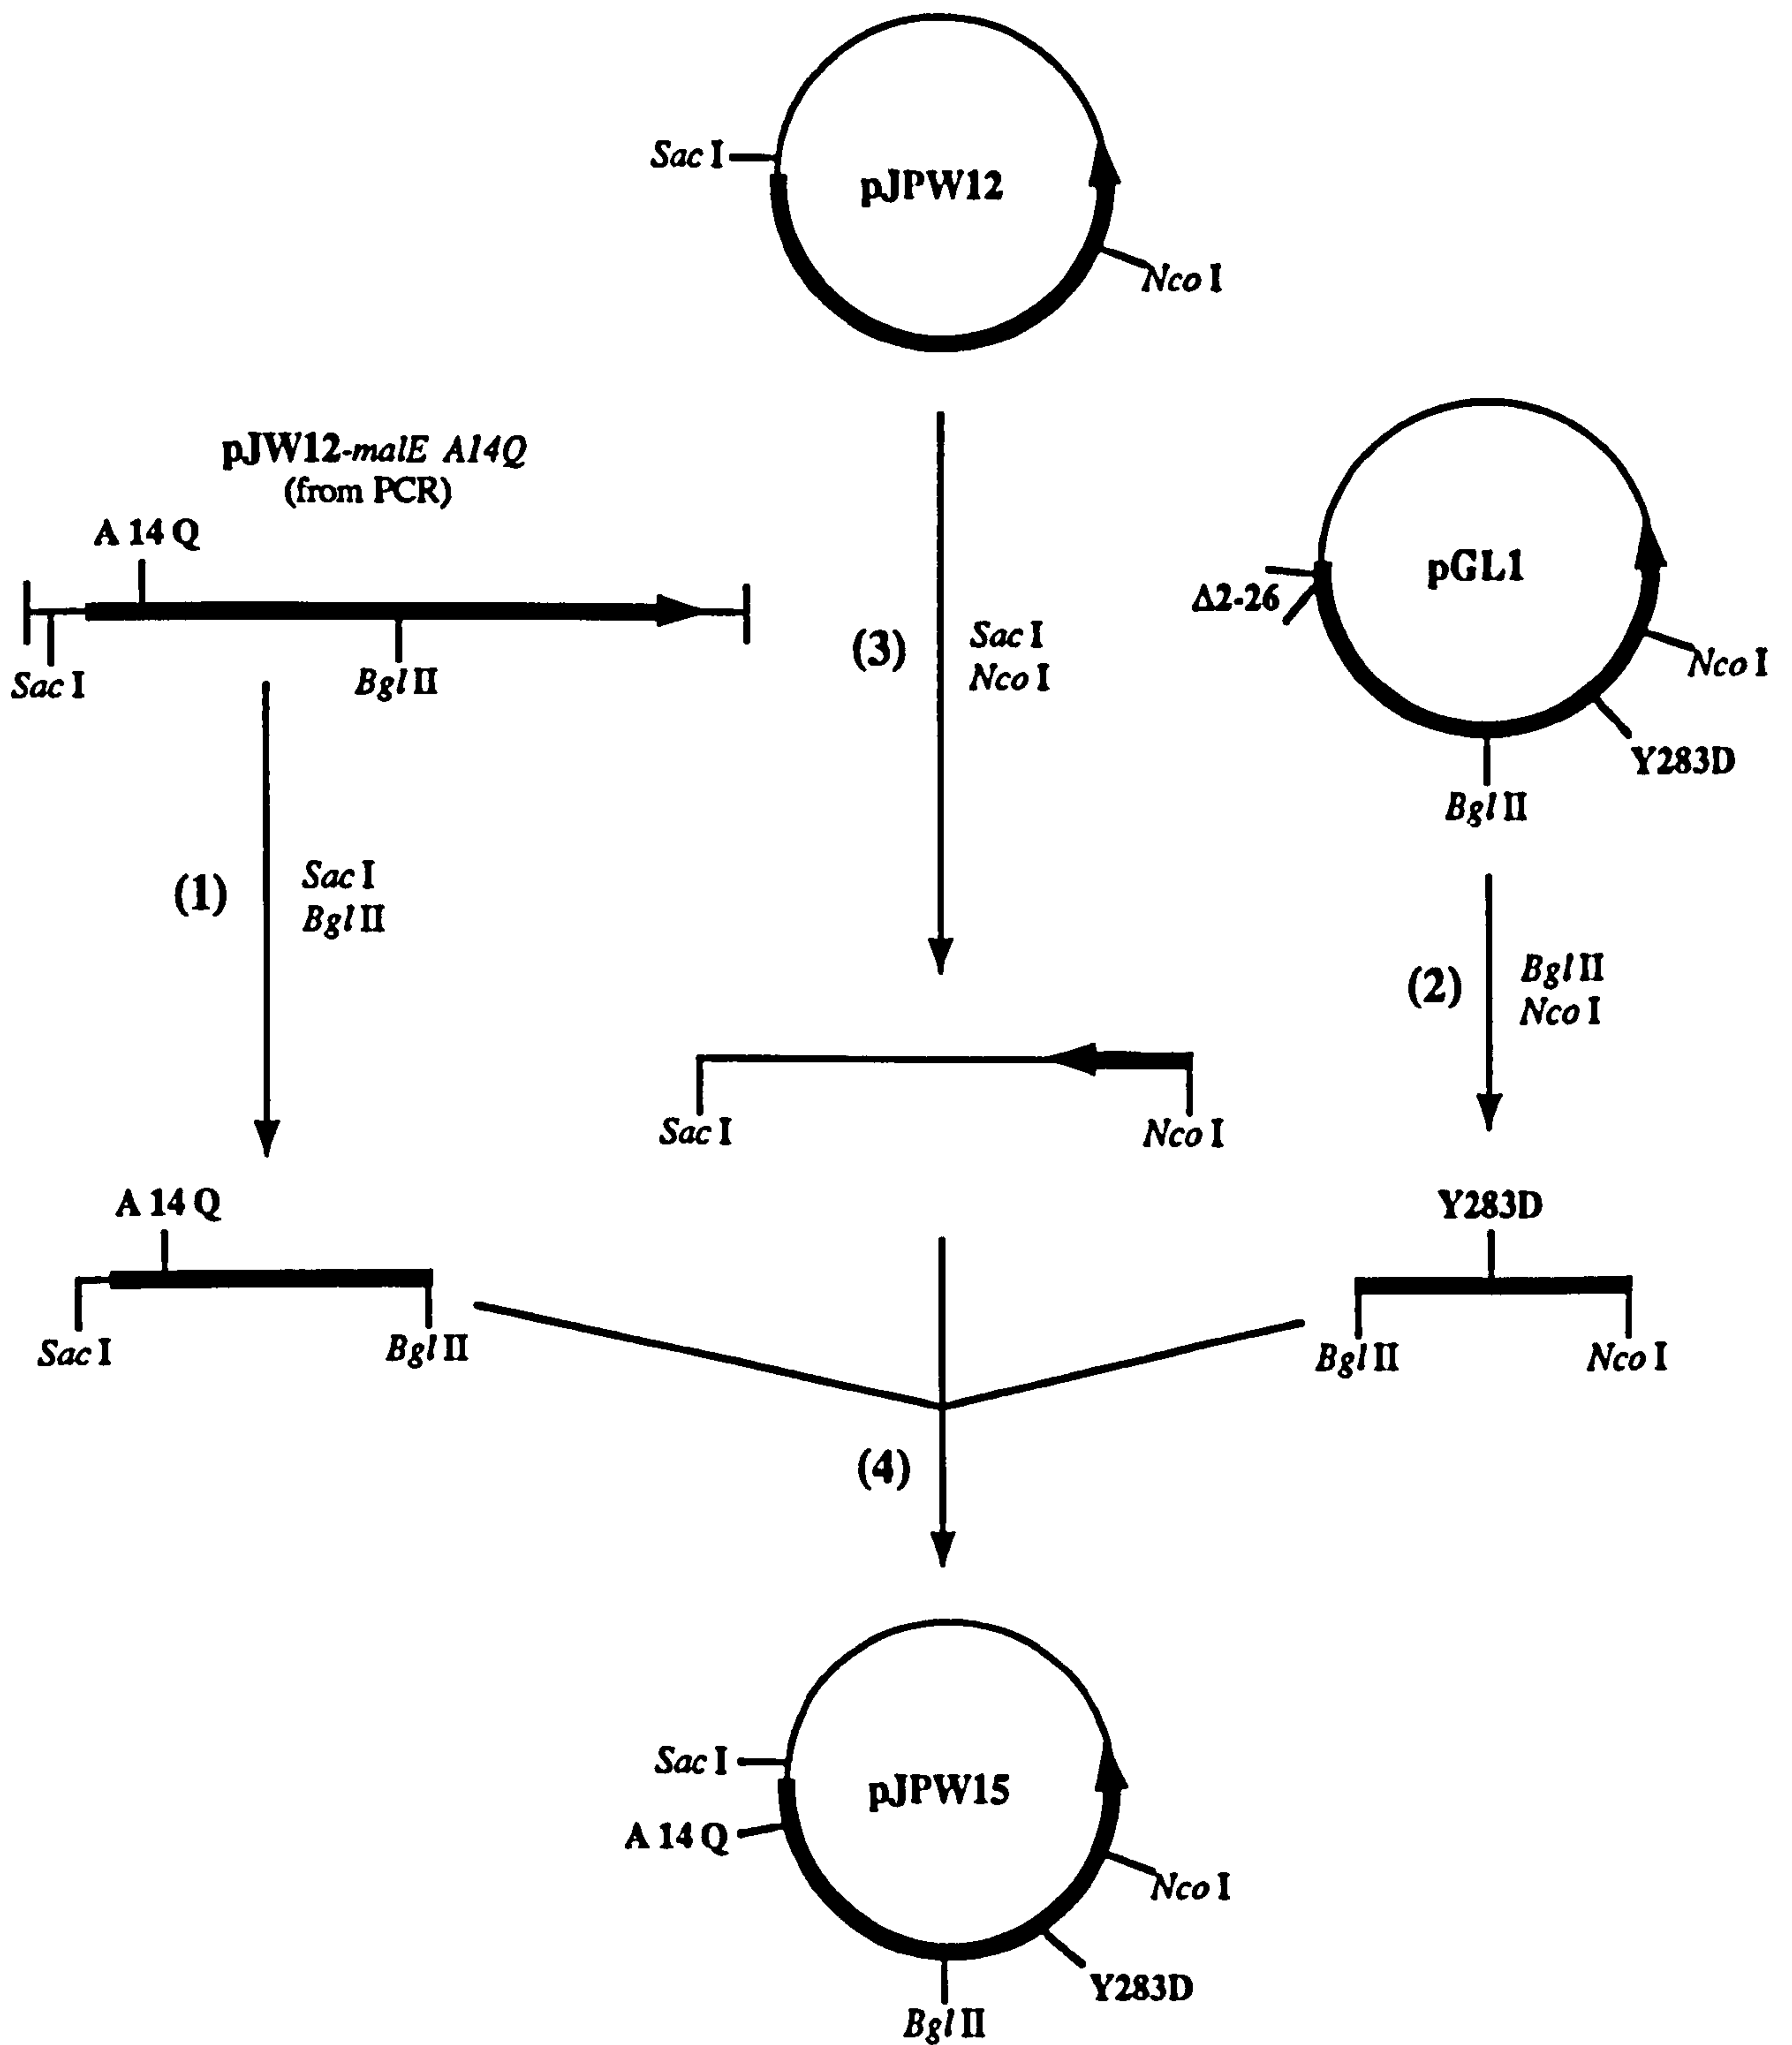 Sac I
pJPW12
Nco I
pJW12-malE A14Q
(from PCR)
A 14 Q
Sac I
Bgl II
(3)
Sac I
Nco I
pGL1
Δ2-26
Nco I
Y283D
Bgl II
(1)
Sac I
Bgl II
(2)
Bgl II
Nco I
Sac I
Nco I
A 14 Q
Sac I
Bgl II
Y283D
Bgl II
Nco I
(4)
Sac I
pJPW15
A 14 Q
Nco I
Y283D
Bgl II